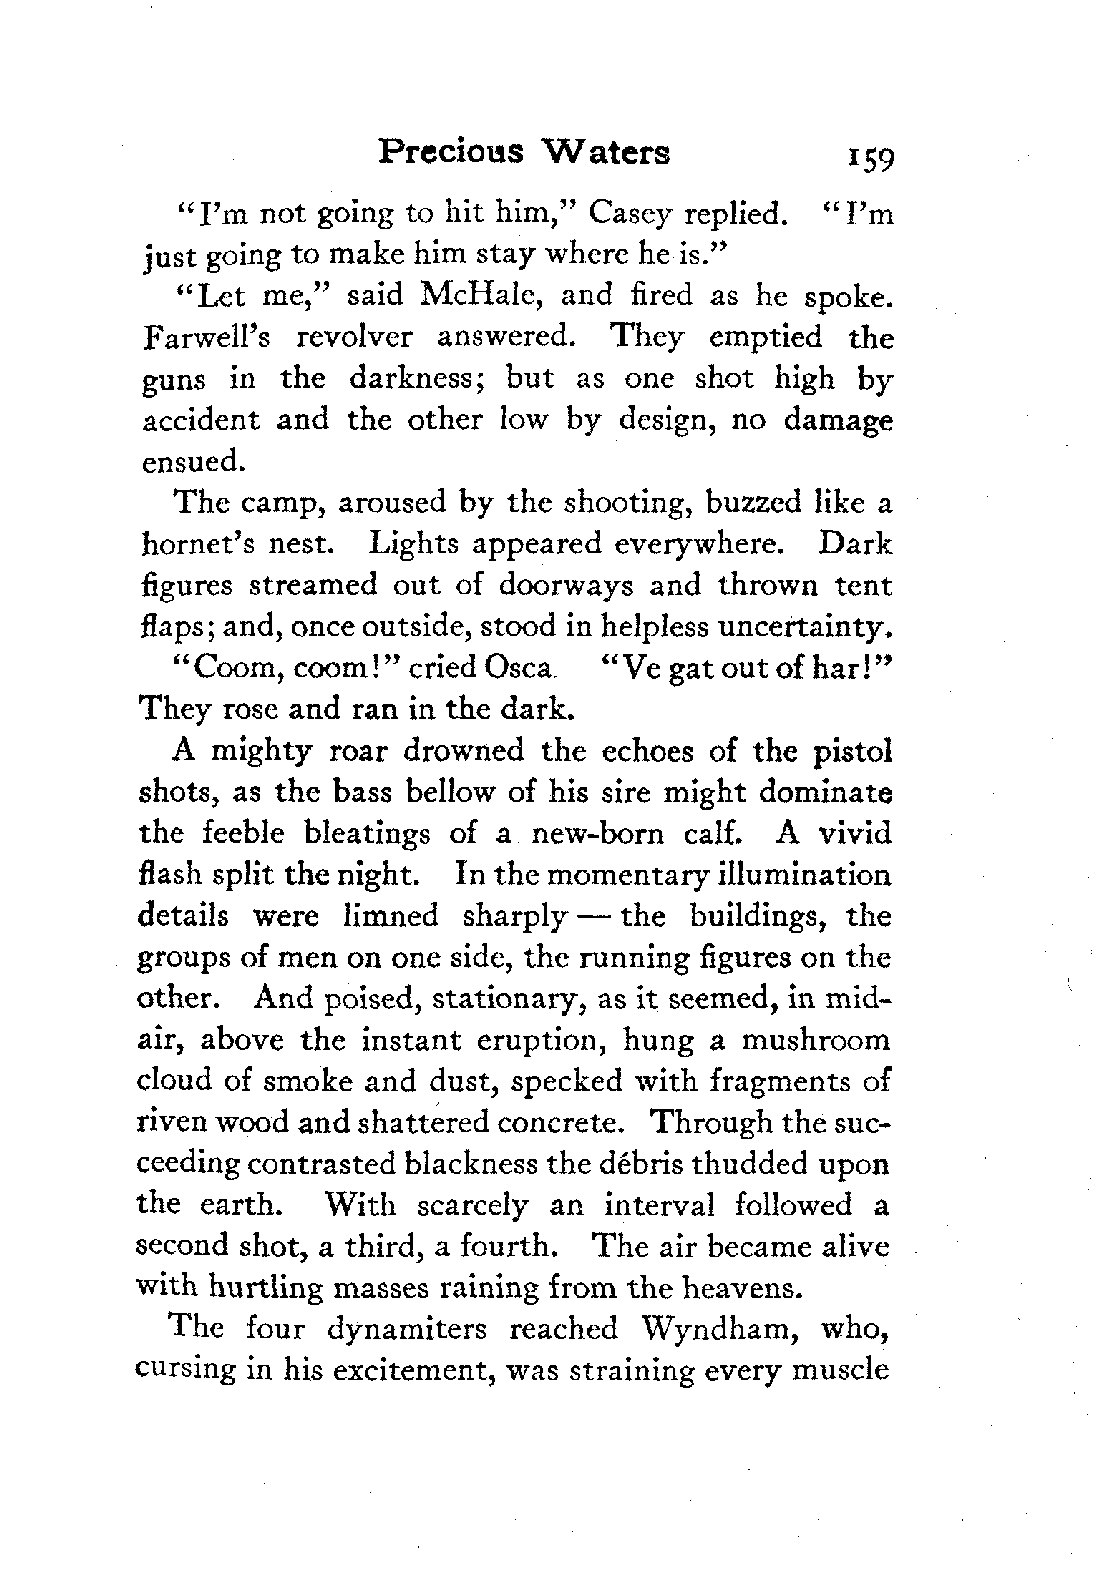 Precious Waters 159
"I'm not going to hit him," Casey replied. "I'm
just going to make him stay where he is."
"Let me," said McHale, and fired as he spoke.
Farwell's revolver answered. They emptied the
guns in the darkness; but as one shot high by
accident and the other low by design, no damage
ensued.
The camp, aroused by the shooting, buzzed like a
hornet's nest. Lights appeared everywhere. Dark
figures streamed out of doorways and thrown tent
flaps; and, once outside, stood in helpless uncertainty.
"Coom, coom!" cried Osca. "Ve gat out of har!"
They rose and ran in the dark.
A mighty roar drowned the echoes of the pistol
shots, as the bass bellow of his sire might dominate
the feeble bleatings of a new-born calf. A vivid
flash split the night. In the momentary illumination
details were limned sharply — the buildings, the
groups of men on one side, the running figures on the
other. And poised, stationary, as it seemed, in mid-
air, above the instant eruption, hung a mushroom
cloud of smoke and dust, specked with fragments of
riven wood and shattered concrete. Through the suc-
ceeding contrasted blackness the débris thudded upon
the earth. With scarcely an interval followed a
second shot, a third, a fourth. The air became alive
with hurtling masses raining from the heavens.
The four dynamiters reached Wyndham, who,
cursing in his excitement, was straining every muscle